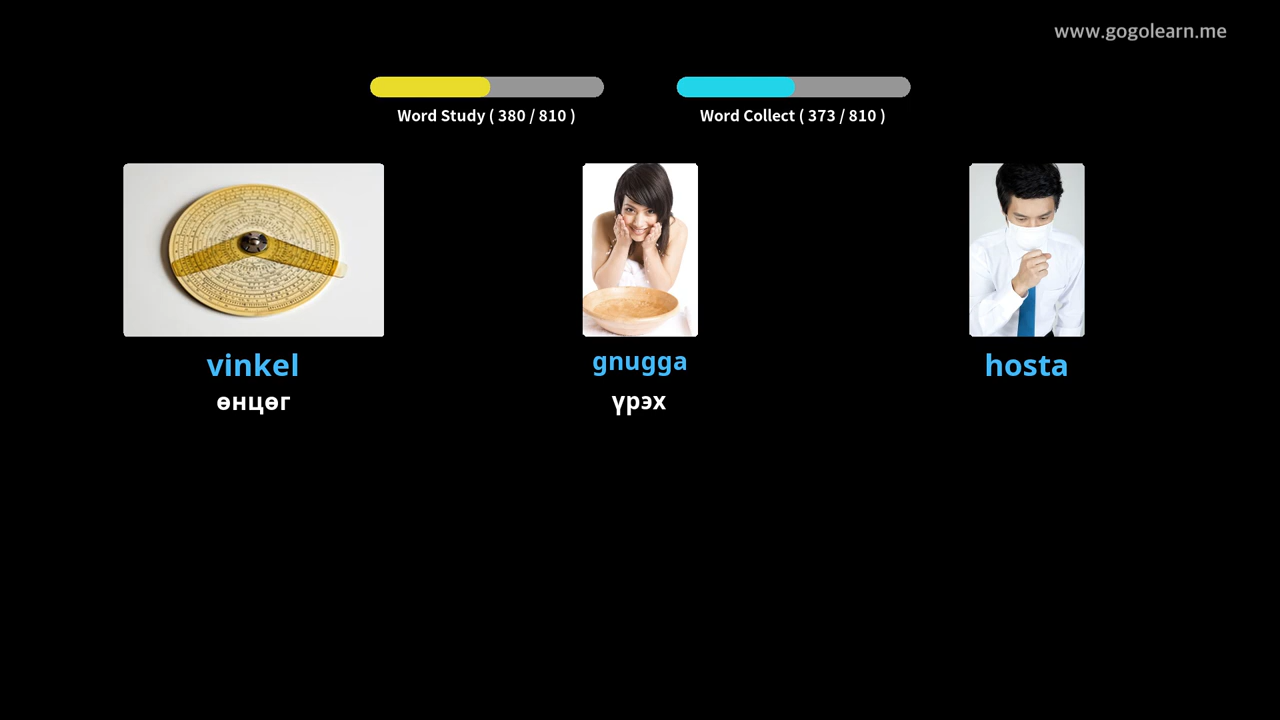 www.gogolearn.me
Word Study ( 380 / 810 )
Word Collect ( 373 / 810 )
vinkel
gnugga
hosta
өнцөг
үрэх